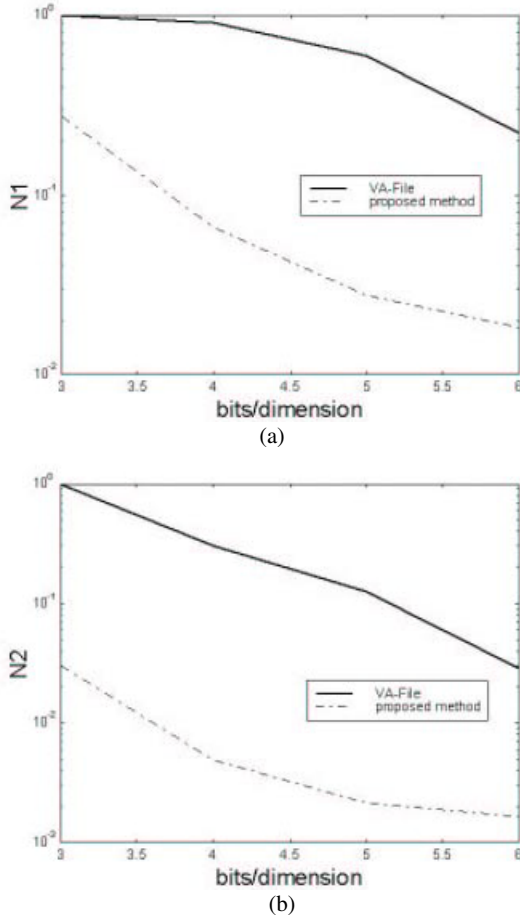 10^0
N1
10^-1
VA-File
proposed method
10^-2
3 3.5 4 4.5 5 5.5 6
bits/dimension
(a)
10^0
10^-1
N2
VA-File
10^-2
proposed method
10^-3
3 3.5 4 4.5 5 5.5 6
bits/dimension
(b)